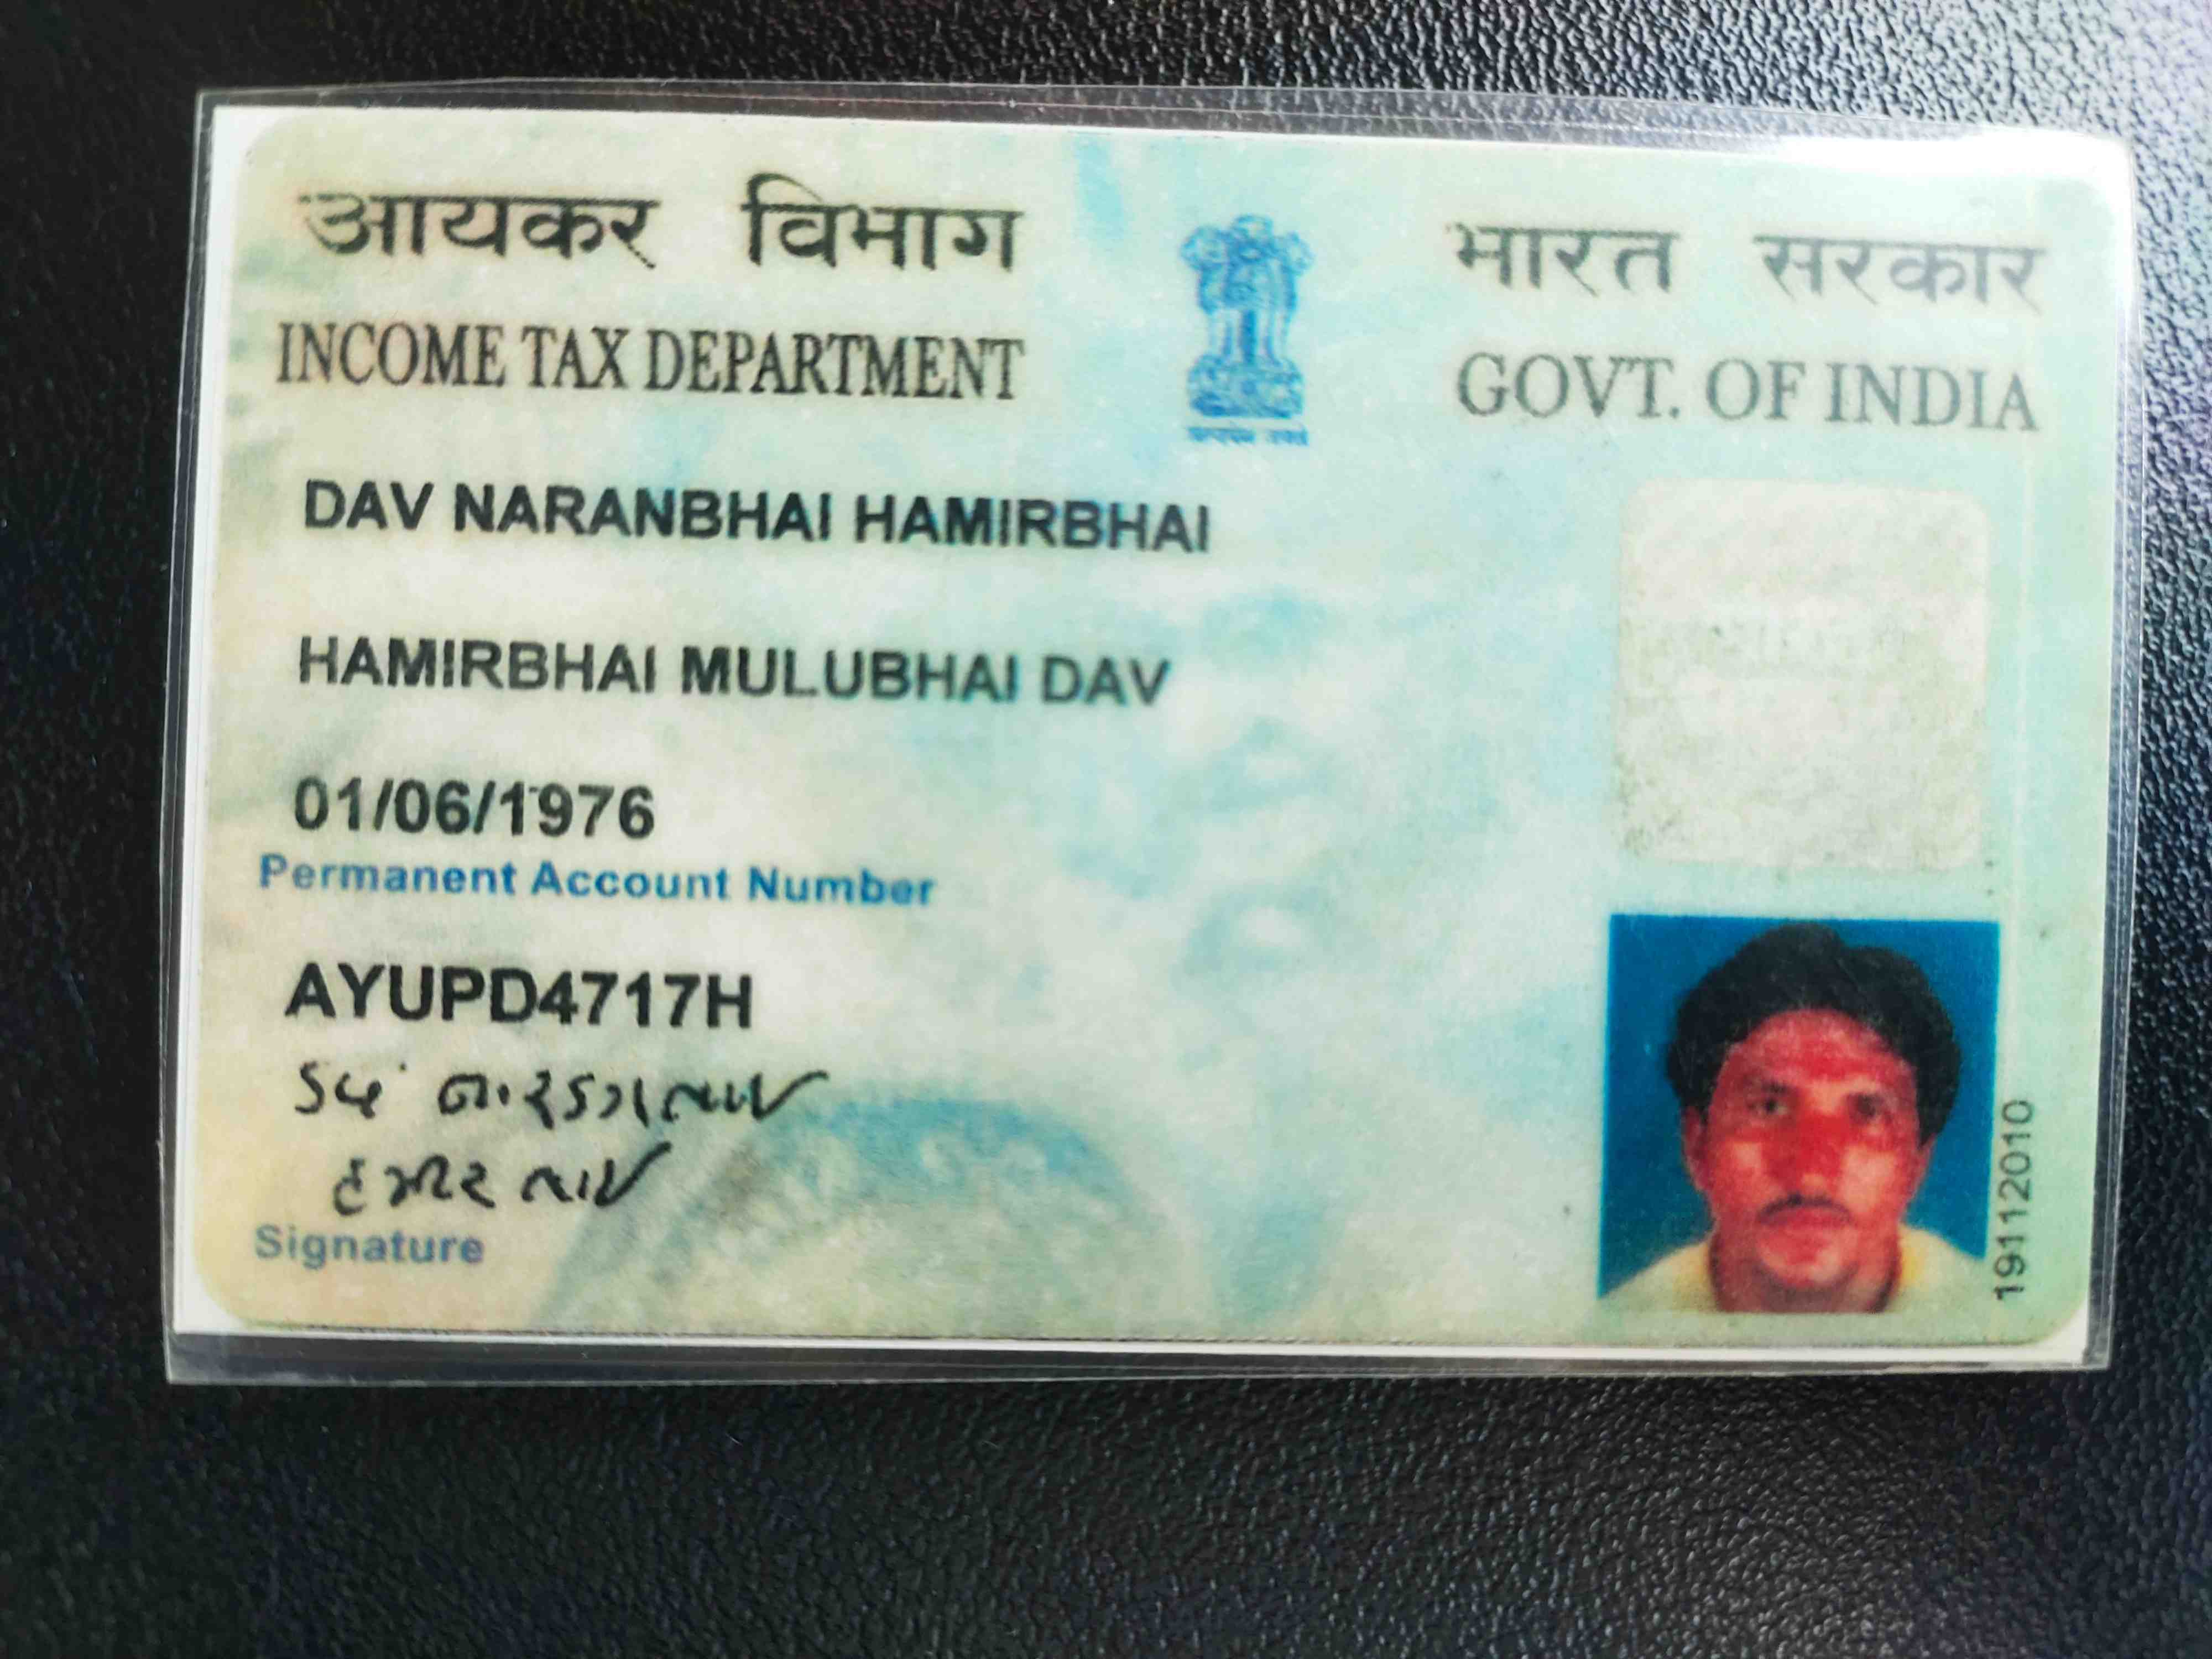 आयकर विभाग
INCOME TAX DEPARTMENT
भारत सरकार
GOVT. OF INDIA
DAV NARANBHAI HAMIRBHAI
HAMIRBHAI MULUBHAI DAV
01/06/1976
Permanent Account Number
AYUPD4717H
Signature
19112010